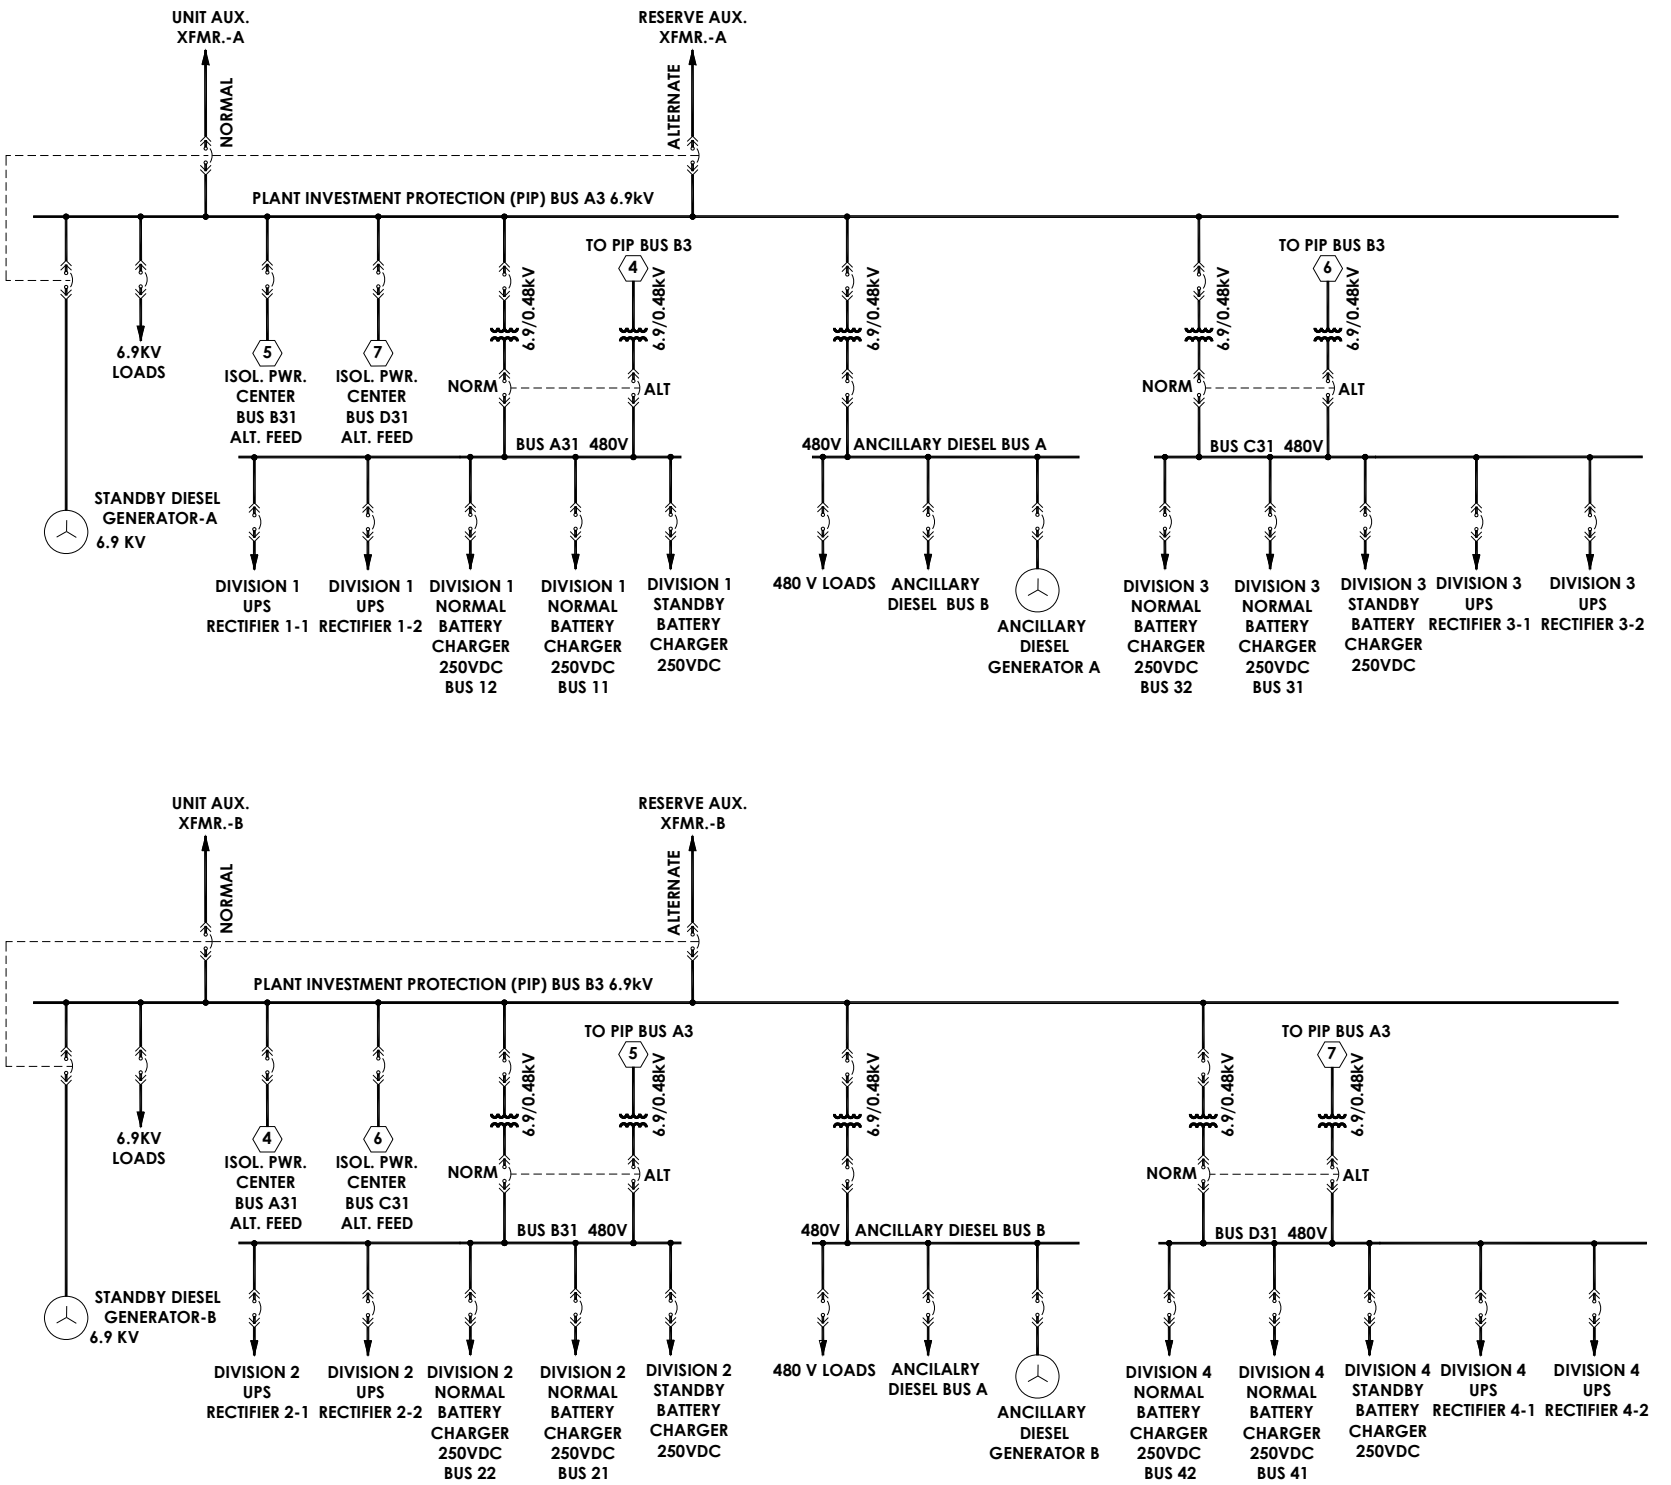 UNIT AUX.
XFMR.-A
RESERVE AUX.
XFMR.-A
NORMAL
ALTERNATE
PLANT INVESTMENT PROTECTION (PIP) BUS A3 6.9kV
TO PIP BUS B3
4
6.9/0.48kV
6.9/0.48kV
6.9/0.48kV
TO PIP BUS B3
6
6.9/0.48kV
6.9/0.48kV
6.9KV
LOADS
5
ISOL. PWR.
CENTER
BUS B31
ALT. FEED
7
ISOL. PWR.
CENTER
BUS D31
ALT. FEED
NORM
ALT
NORM
ALT
BUS A31 480V
480V ANCILLARY DIESEL BUS A
BUS C31 480V
STANDBY DIESEL
GENERATOR-A
6.9 KV
DIVISION 1
UPS
RECTIFIER 1-1
DIVISION 1
UPS
RECTIFIER 1-2
DIVISION 1
NORMAL
BATTERY
CHARGER
250VDC
BUS 12
DIVISION 1
NORMAL
BATTERY
CHARGER
250VDC
BUS 11
DIVISION 1
STANDBY
BATTERY
CHARGER
250VDC
480 V LOADS
ANCILLARY
DIESEL BUS B
ANCILLARY
DIESEL
GENERATOR A
DIVISION 3
NORMAL
BATTERY
CHARGER
250VDC
BUS 32
DIVISION 3
NORMAL
BATTERY
CHARGER
250VDC
BUS 31
DIVISION 3
STANDBY
BATTERY
CHARGER
250VDC
DIVISION 3
UPS
RECTIFIER 3-1
DIVISION 3
UPS
RECTIFIER 3-2
UNIT AUX.
XFMR.-B
RESERVE AUX.
XFMR.-B
NORMAL
ALTERNATE
PLANT INVESTMENT PROTECTION (PIP) BUS B3 6.9kV
TO PIP BUS A3
5
6.9/0.48kV
6.9/0.48kV
6.9/0.48kV
TO PIP BUS A3
7
6.9/0.48kV
6.9/0.48kV
6.9KV
LOADS
4
ISOL. PWR.
CENTER
BUS A31
ALT. FEED
6
ISOL. PWR.
CENTER
BUS C31
ALT. FEED
NORM
ALT
NORM
ALT
BUS B31 480V
480V ANCILLARY DIESEL BUS B
BUS D31 480V
STANDBY DIESEL
GENERATOR-B
6.9 KV
DIVISION 2
UPS
RECTIFIER 2-1
DIVISION 2
UPS
RECTIFIER 2-2
DIVISION 2
NORMAL
BATTERY
CHARGER
250VDC
BUS 22
DIVISION 2
NORMAL
BATTERY
CHARGER
250VDC
BUS 21
DIVISION 2
STANDBY
BATTERY
CHARGER
250VDC
480 V LOADS
ANCILALRY
DIESEL BUS A
ANCILLARY
DIESEL
GENERATOR B
DIVISION 4
NORMAL
BATTERY
CHARGER
250VDC
BUS 42
DIVISION 4
NORMAL
BATTERY
CHARGER
250VDC
BUS 41
DIVISION 4
STANDBY
BATTERY
CHARGER
250VDC
DIVISION 4
UPS
RECTIFIER 4-1
DIVISION 4
UPS
RECTIFIER 4-2